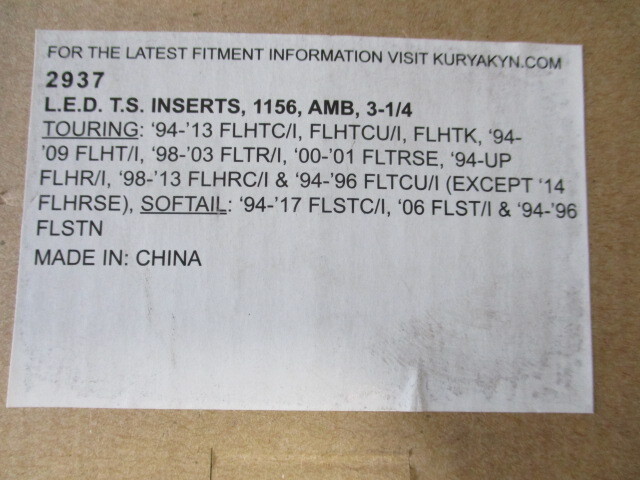 FOR THE LATEST FITMENT INFORMATION VISIT KURYAKYN.COM
2937
L.E.D. T.S. INSERTS, 1156, AMB, 3-1/4
TOURING: ‘94-’13 FLHTC/I, FLHTCU/I, FLHTK, ‘94-
’09 FLHT/I, ‘98-’03 FLTR/I, ‘00-’01 FLTRSE, ‘94-UP
FLHR/I, ‘98-’13 FLHRC/I & ‘94-’96 FLTCU/I (EXCEPT ‘14
FLHRSE), SOFTAIL: ‘94-’17 FLSTC/I, ‘06 FLST/I & ‘94-’96
FLSTN
MADE IN: CHINA